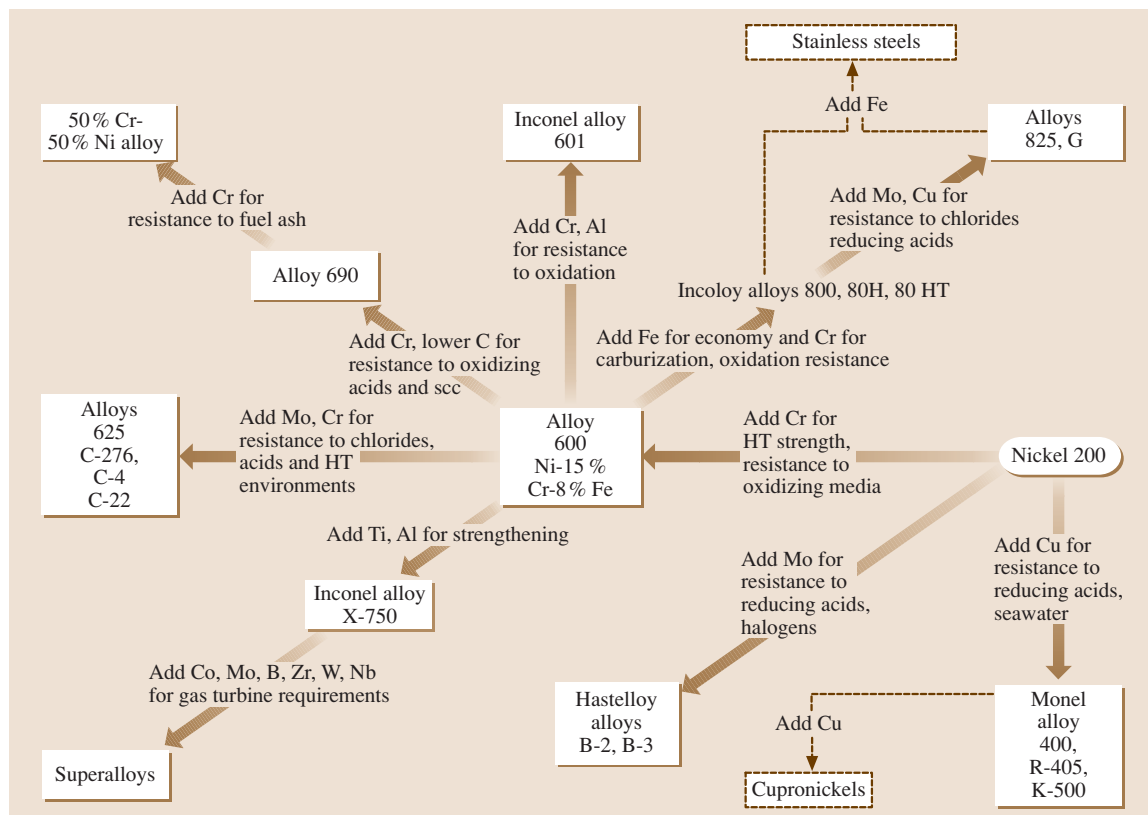 Stainless steels
Add Fe
50% Cr-
50% Ni alloy
Inconel alloy
601
Alloys
825, G
Add Cr for
resistance to fuel ash
Add Cr, Al
for resistance
to oxidation
Add Mo, Cu for
resistance to chlorides
reducing acids
Alloy 690
Incoloy alloys 800, 80H, 80 HT
Add Cr, lower C for
resistance to oxidizing
acids and scc
Add Fe for economy and Cr for
carburization, oxidation resistance
Alloys
625
C-276,
C-4
C-22
Add Mo, Cr for
resistance to chlorides,
acids and HT
environments
Alloy
600
Ni-15 %
Cr-8% Fe
Add Cr for
HT strength,
resistance to
oxidizing media
Nickel 200
Add Ti, Al for strengthening
Add Mo for
resistance to
reducing acids,
halogens
Add Cu for
resistance to
reducing acids,
seawater
Inconel alloy
X-750
Add Co, Mo, B, Zr, W, Nb
for gas turbine requirements
Hastelloy
alloys
B-2, B-3
Add Cu
Monel
alloy
400,
R-405,
K-500
Superalloys
Cupronickels